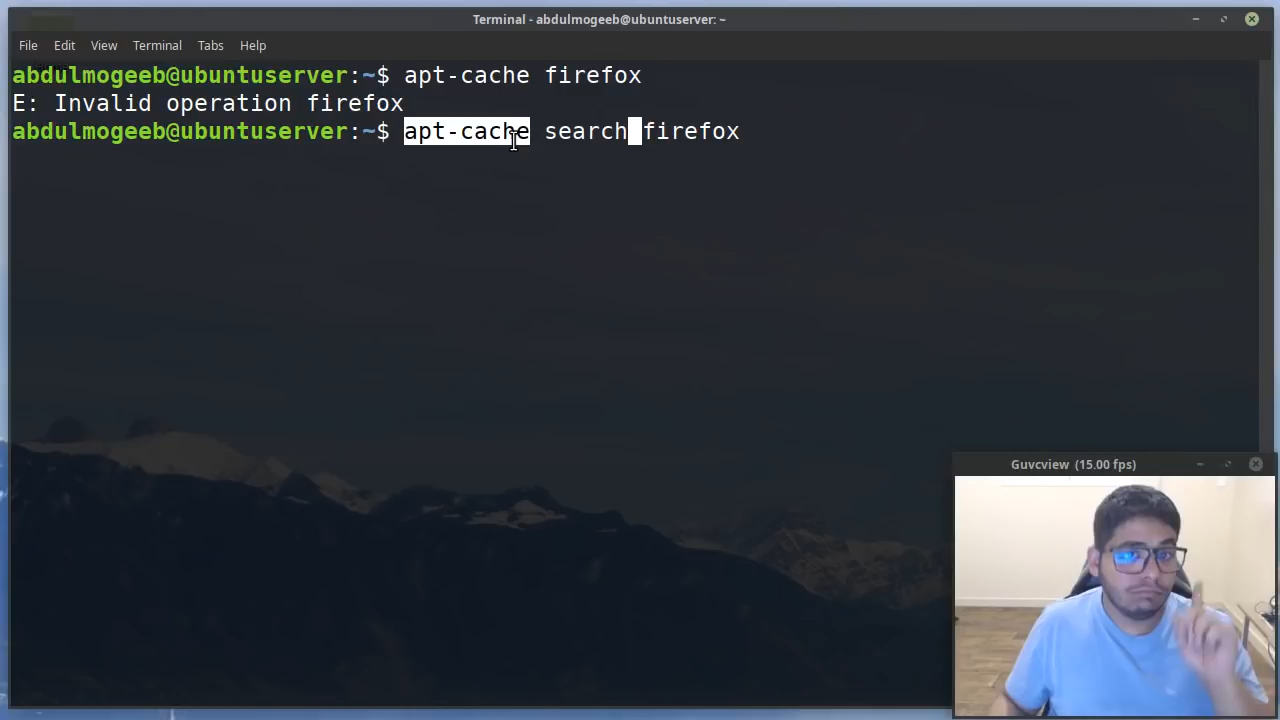 Terminal - abdulmogeeb@ubuntuserver: ~
File Edit View Terminal Tabs Help
abdulmogeeb@ubuntuserver:~$ apt-cache firefox
E: Invalid operation firefox
abdulmogeeb@ubuntuserver:~$ apt-cache search firefox
Guvcview (15.00 fps)